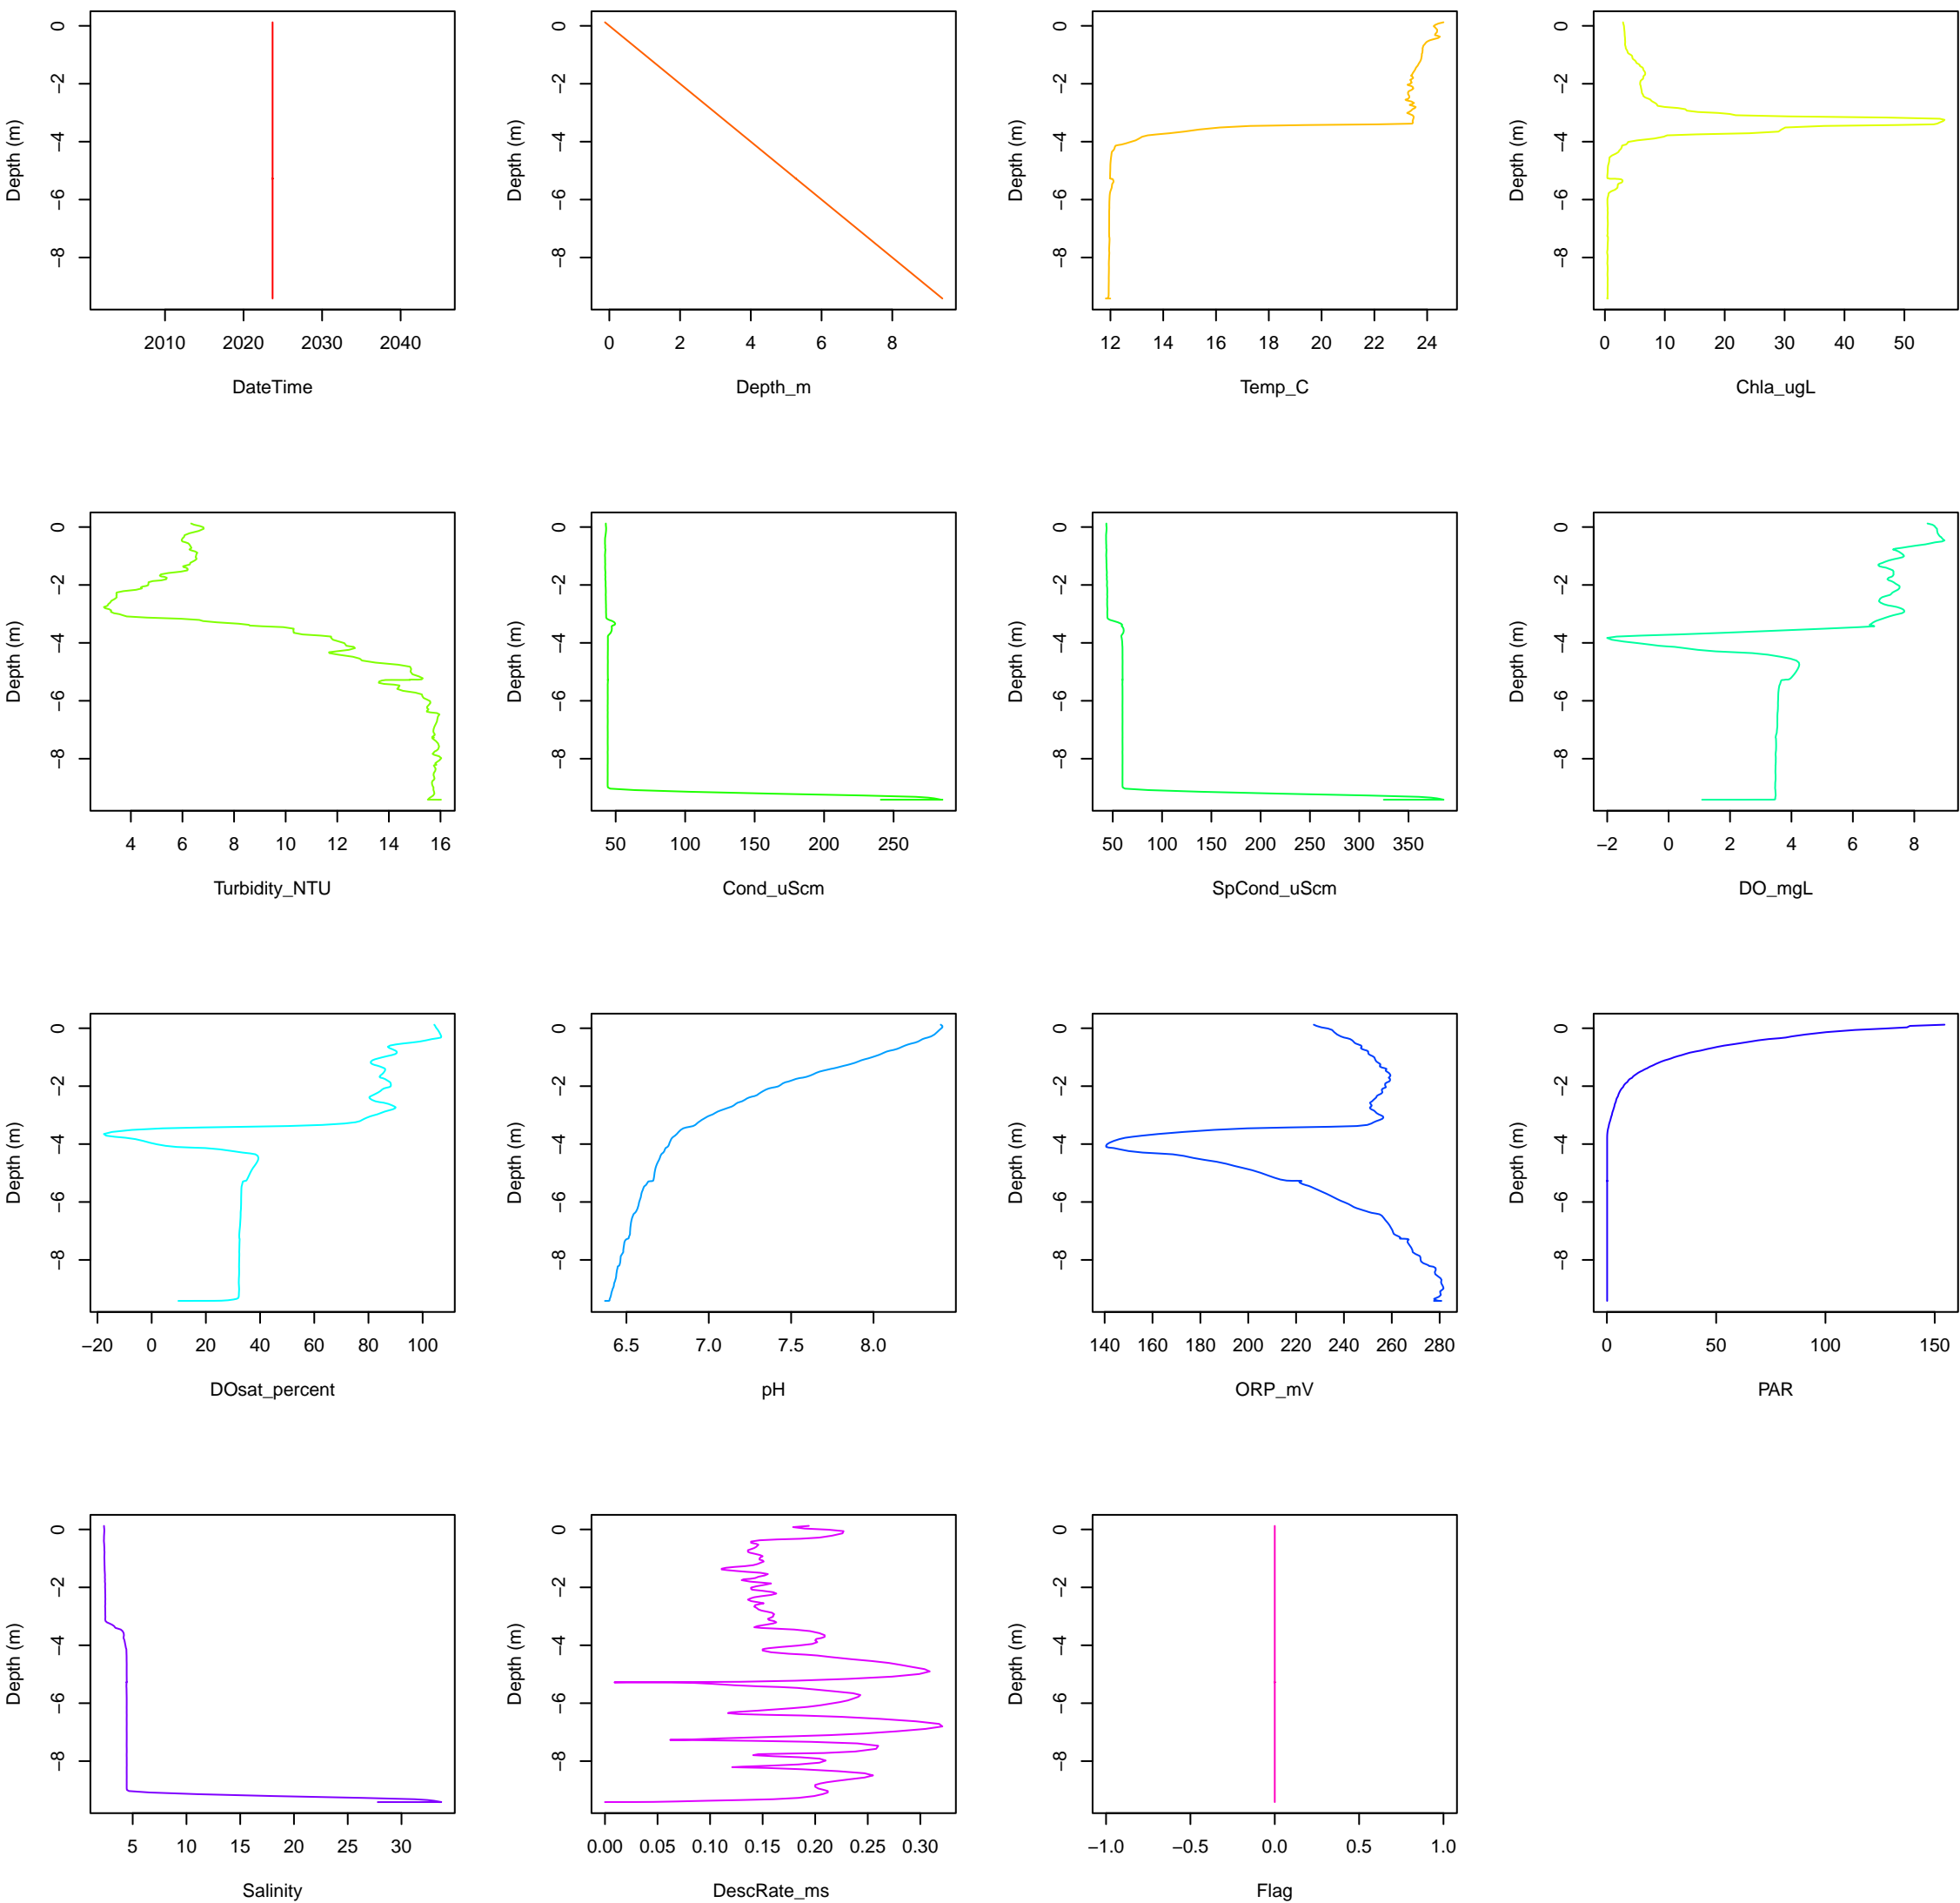 0
−2
−4
−6
−8
Depth (m)
2010 2020 2030 2040
DateTime
0
−2
−4
−6
−8
Depth (m)
0 2 4 6 8
Depth_m
0
−2
−4
−6
−8
Depth (m)
12 14 16 18 20 22 24
Temp_C
0
−2
−4
−6
−8
Depth (m)
0 10 20 30 40 50
Chla_ugL
0
−2
−4
−6
−8
Depth (m)
4 6 8 10 12 14 16
Turbidity_NTU
0
−2
−4
−6
−8
Depth (m)
50 100 150 200 250
Cond_uScm
0
−2
−4
−6
−8
Depth (m)
50 100 150 200 250 300 350
SpCond_uScm
0
−2
−4
−6
−8
Depth (m)
−2 0 2 4 6 8
DO_mgL
0
−2
−4
−6
−8
Depth (m)
−20 0 20 40 60 80 100
DOsat_percent
0
−2
−4
−6
−8
Depth (m)
6.5 7.0 7.5 8.0
pH
0
−2
−4
−6
−8
Depth (m)
140 160 180 200 220 240 260 280
ORP_mV
0
−2
−4
−6
−8
Depth (m)
0 50 100 150
PAR
0
−2
−4
−6
−8
Depth (m)
5 10 15 20 25 30
Salinity
0
−2
−4
−6
−8
Depth (m)
0.00 0.05 0.10 0.15 0.20 0.25 0.30
DescRate_ms
0
−2
−4
−6
−8
Depth (m)
−1.0 −0.5 0.0 0.5 1.0
Flag